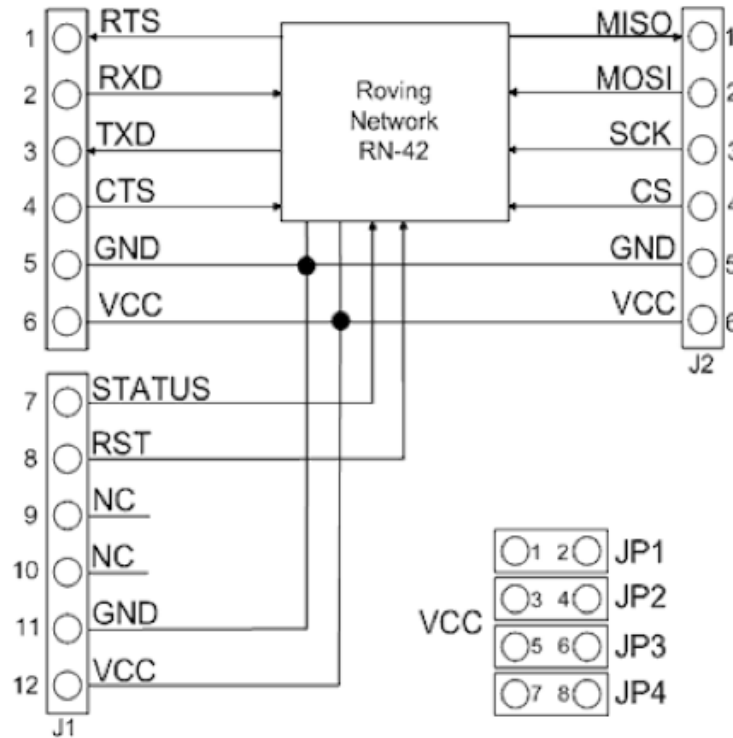 1 RTS
2 RXD
3 TXD
4 CTS
5 GND
6 VCC
7 STATUS
8 RST
9 NC
10 NC
11 GND
12 VCC
J1
Roving
Network
RN-42
MISO 1
MOSI 2
SCK 3
CS 4
GND 5
VCC 6
J2
VCC
1 2 JP1
3 4 JP2
5 6 JP3
7 8 JP4